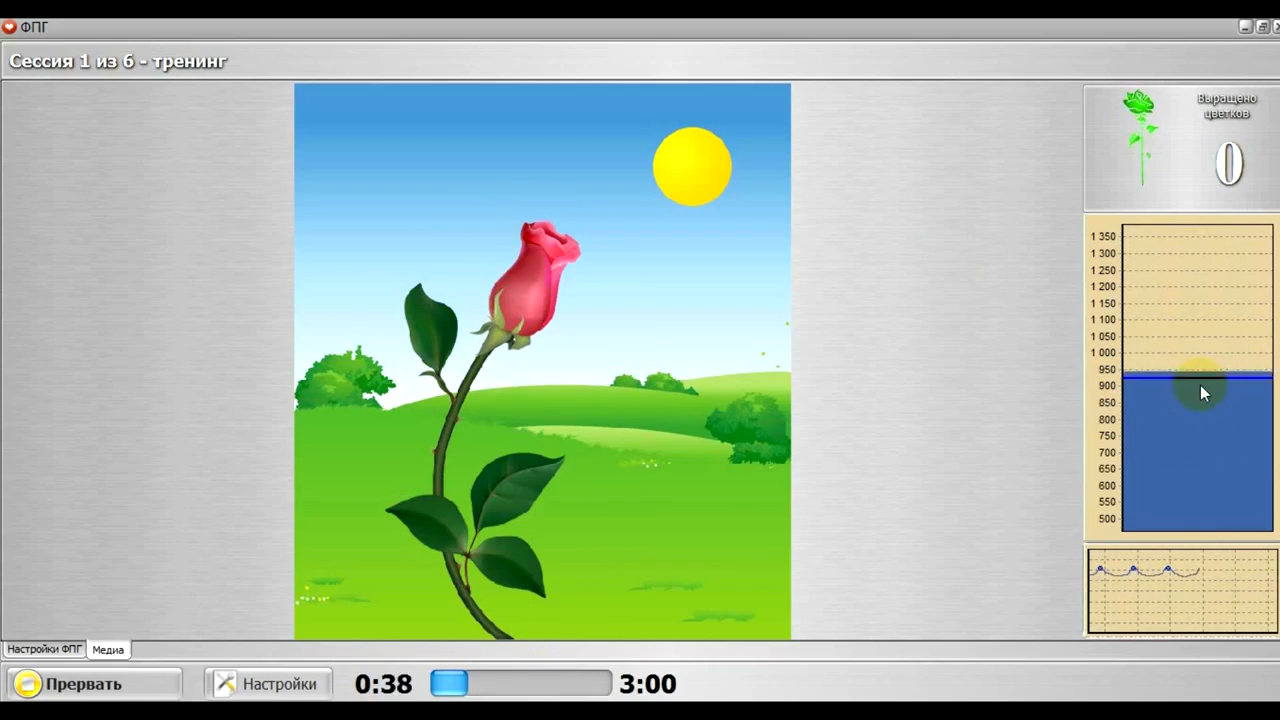 ФПГ
Сессия 1 из 6 - тренинг
Выращено
цветков
0
1 350
1 300
1 250
1 200
1 150
1 100
1 050
1 000
950
900
850
800
750
700
650
600
550
500
Настройки ФПГ
Медиа
Прервать
Настройки
0:38
3:00